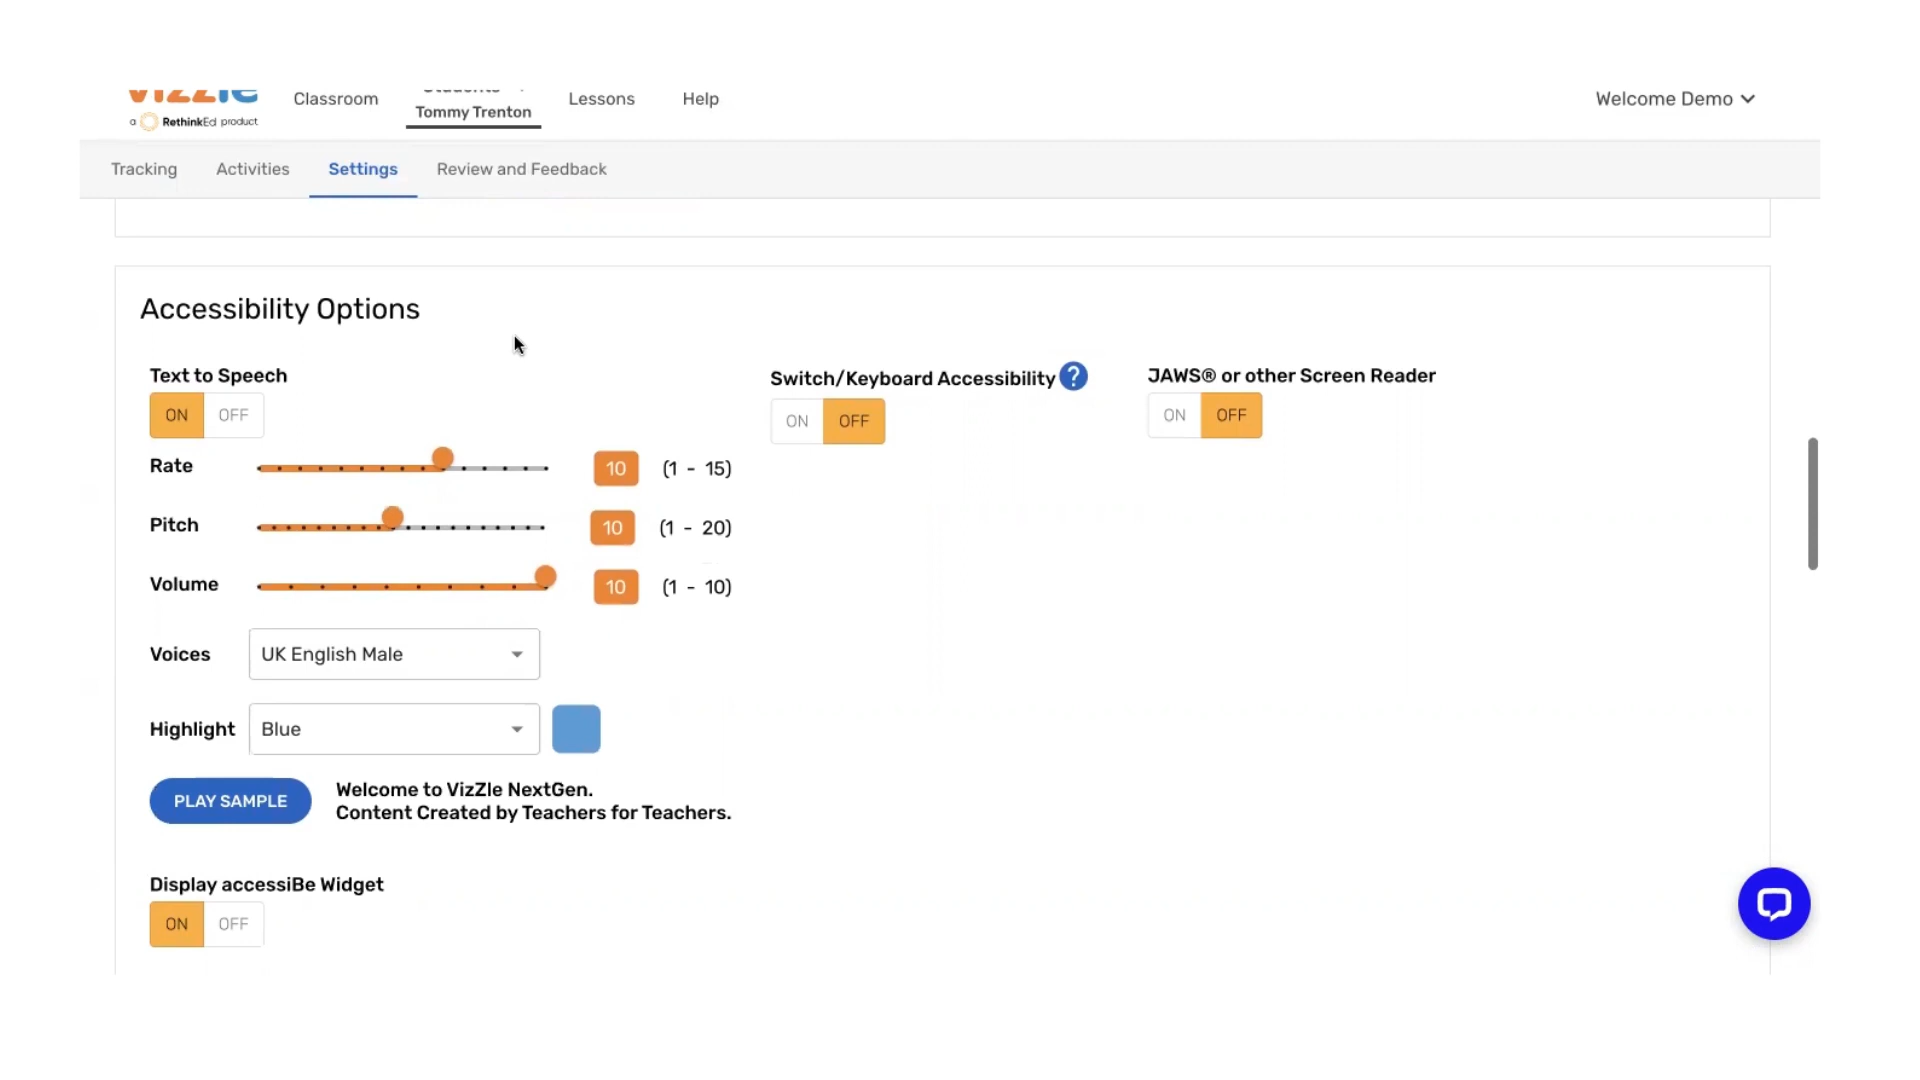 Classroom
Tommy Trenton
Lessons
Help
Welcome Demo
a RethinkEd product
Tracking
Activities
Settings
Review and Feedback
Accessibility Options
Text to Speech
ON OFF
Rate 10 (1 - 15)
Pitch 10 (1 - 20)
Volume 10 (1 - 10)
Voices UK English Male
Highlight Blue
PLAY SAMPLE
Welcome to VizZle NextGen.
Content Created by Teachers for Teachers.
Display accessiBe Widget
ON OFF
Switch/Keyboard Accessibility ?
ON OFF
JAWS® or other Screen Reader
ON OFF